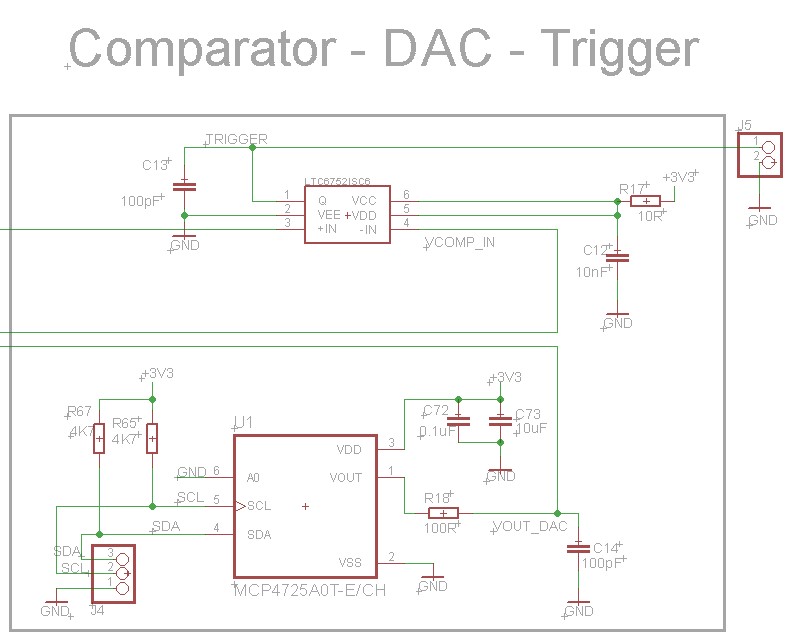 Comparator - DAC - Trigger
J5
1
2
GND
TRIGGER
C13
100pF
GND
LTC6752ISC6
1 Q VCC 6
2 VEE +VDD 5
3 +IN -IN 4
VCOMP_IN
R17
10R
+3V3
C12
10nF
GND
+3V3
R67
4K7
R65
4K7
U1
VDD 3
GND 6 A0
VOUT 1
SCL 5 SCL
SDA 4 SDA
VSS 2
MCP4725A0T-E/CH
GND
+3V3
C72
0.1uF
C73
10uF
GND
R18
100R
VOUT_DAC
C14
100pF
GND
SDA 3
SCL 2
1
GND
J4